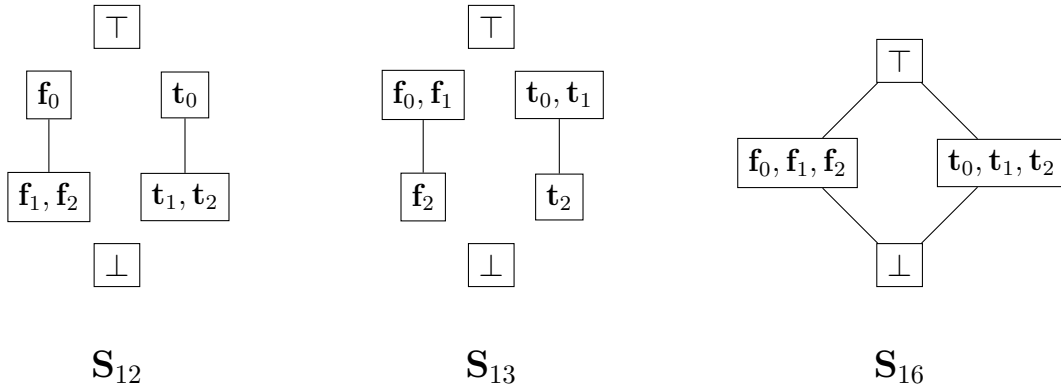 ⊤ ⊤ ⊤
𝐟₀ 𝐭₀ 𝐟₀, 𝐟₁ 𝐭₀, 𝐭₁
𝐟₀, 𝐟₁, 𝐟₂ 𝐭₀, 𝐭₁, 𝐭₂
𝐟₁, 𝐟₂ 𝐭₁, 𝐭₂ 𝐟₂ 𝐭₂
⊥ ⊥ ⊥
𝐒₁₂ 𝐒₁₃ 𝐒₁₆